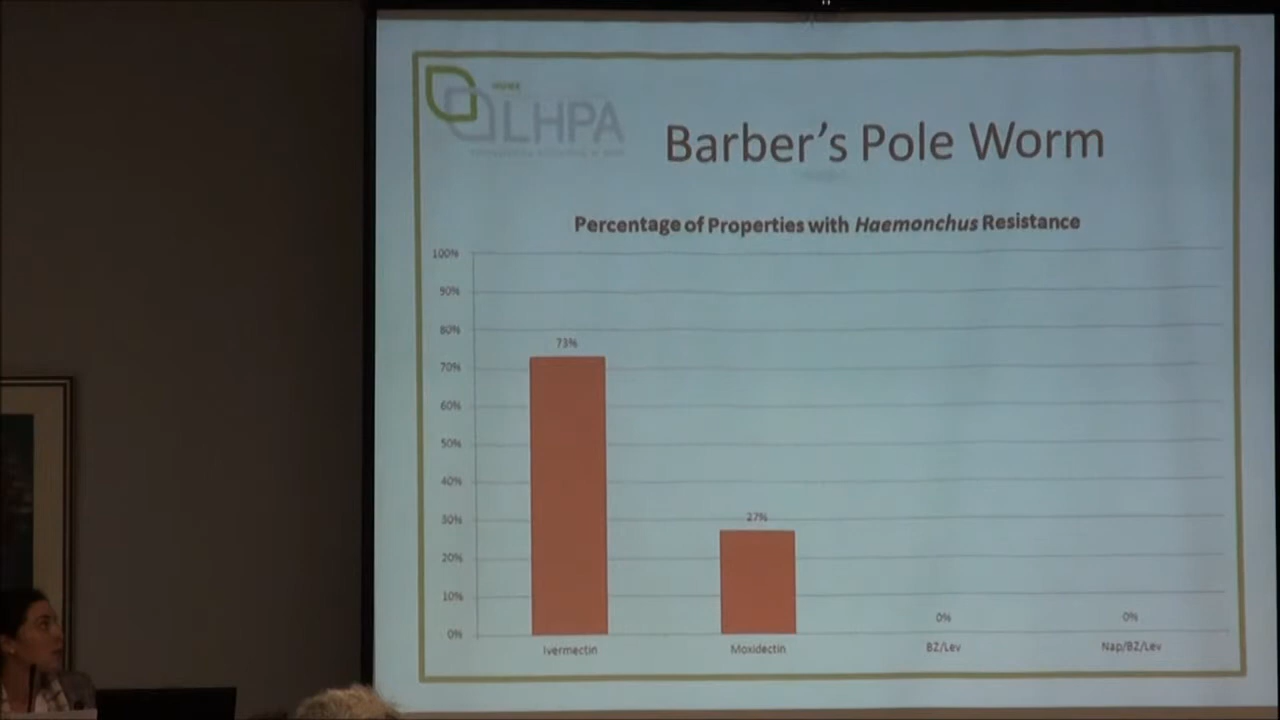 LHPA
Barber's Pole Worm
Percentage of Properties with Haemonchus Resistance
100%
90%
80%
70%
60%
50%
40%
30%
20%
10%
0%
73%
27%
0%
0%
Ivermectin
Moxidectin
BZ/Lev
Nap/BZ/Lev